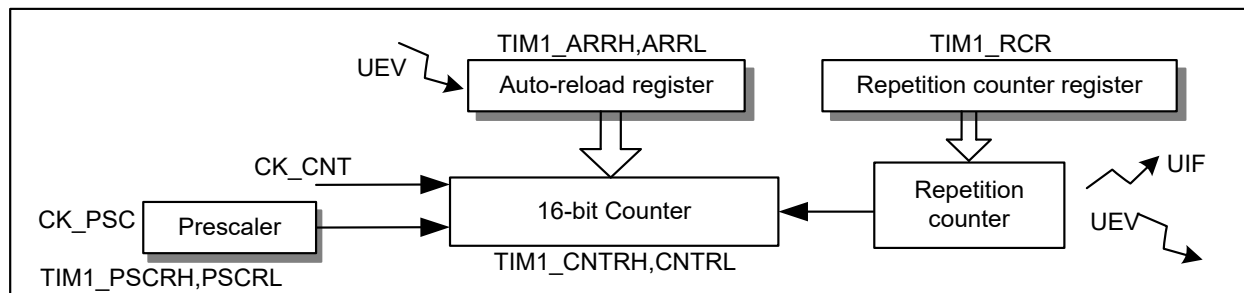 TIM1_ARRH,ARRL
TIM1_RCR
UEV
Auto-reload register
Repetition counter register
CK_CNT
UIF
CK_PSC
Prescaler
16-bit Counter
Repetition
counter
UEV
TIM1_PSCRH,PSCRL
TIM1_CNTRH,CNTRL